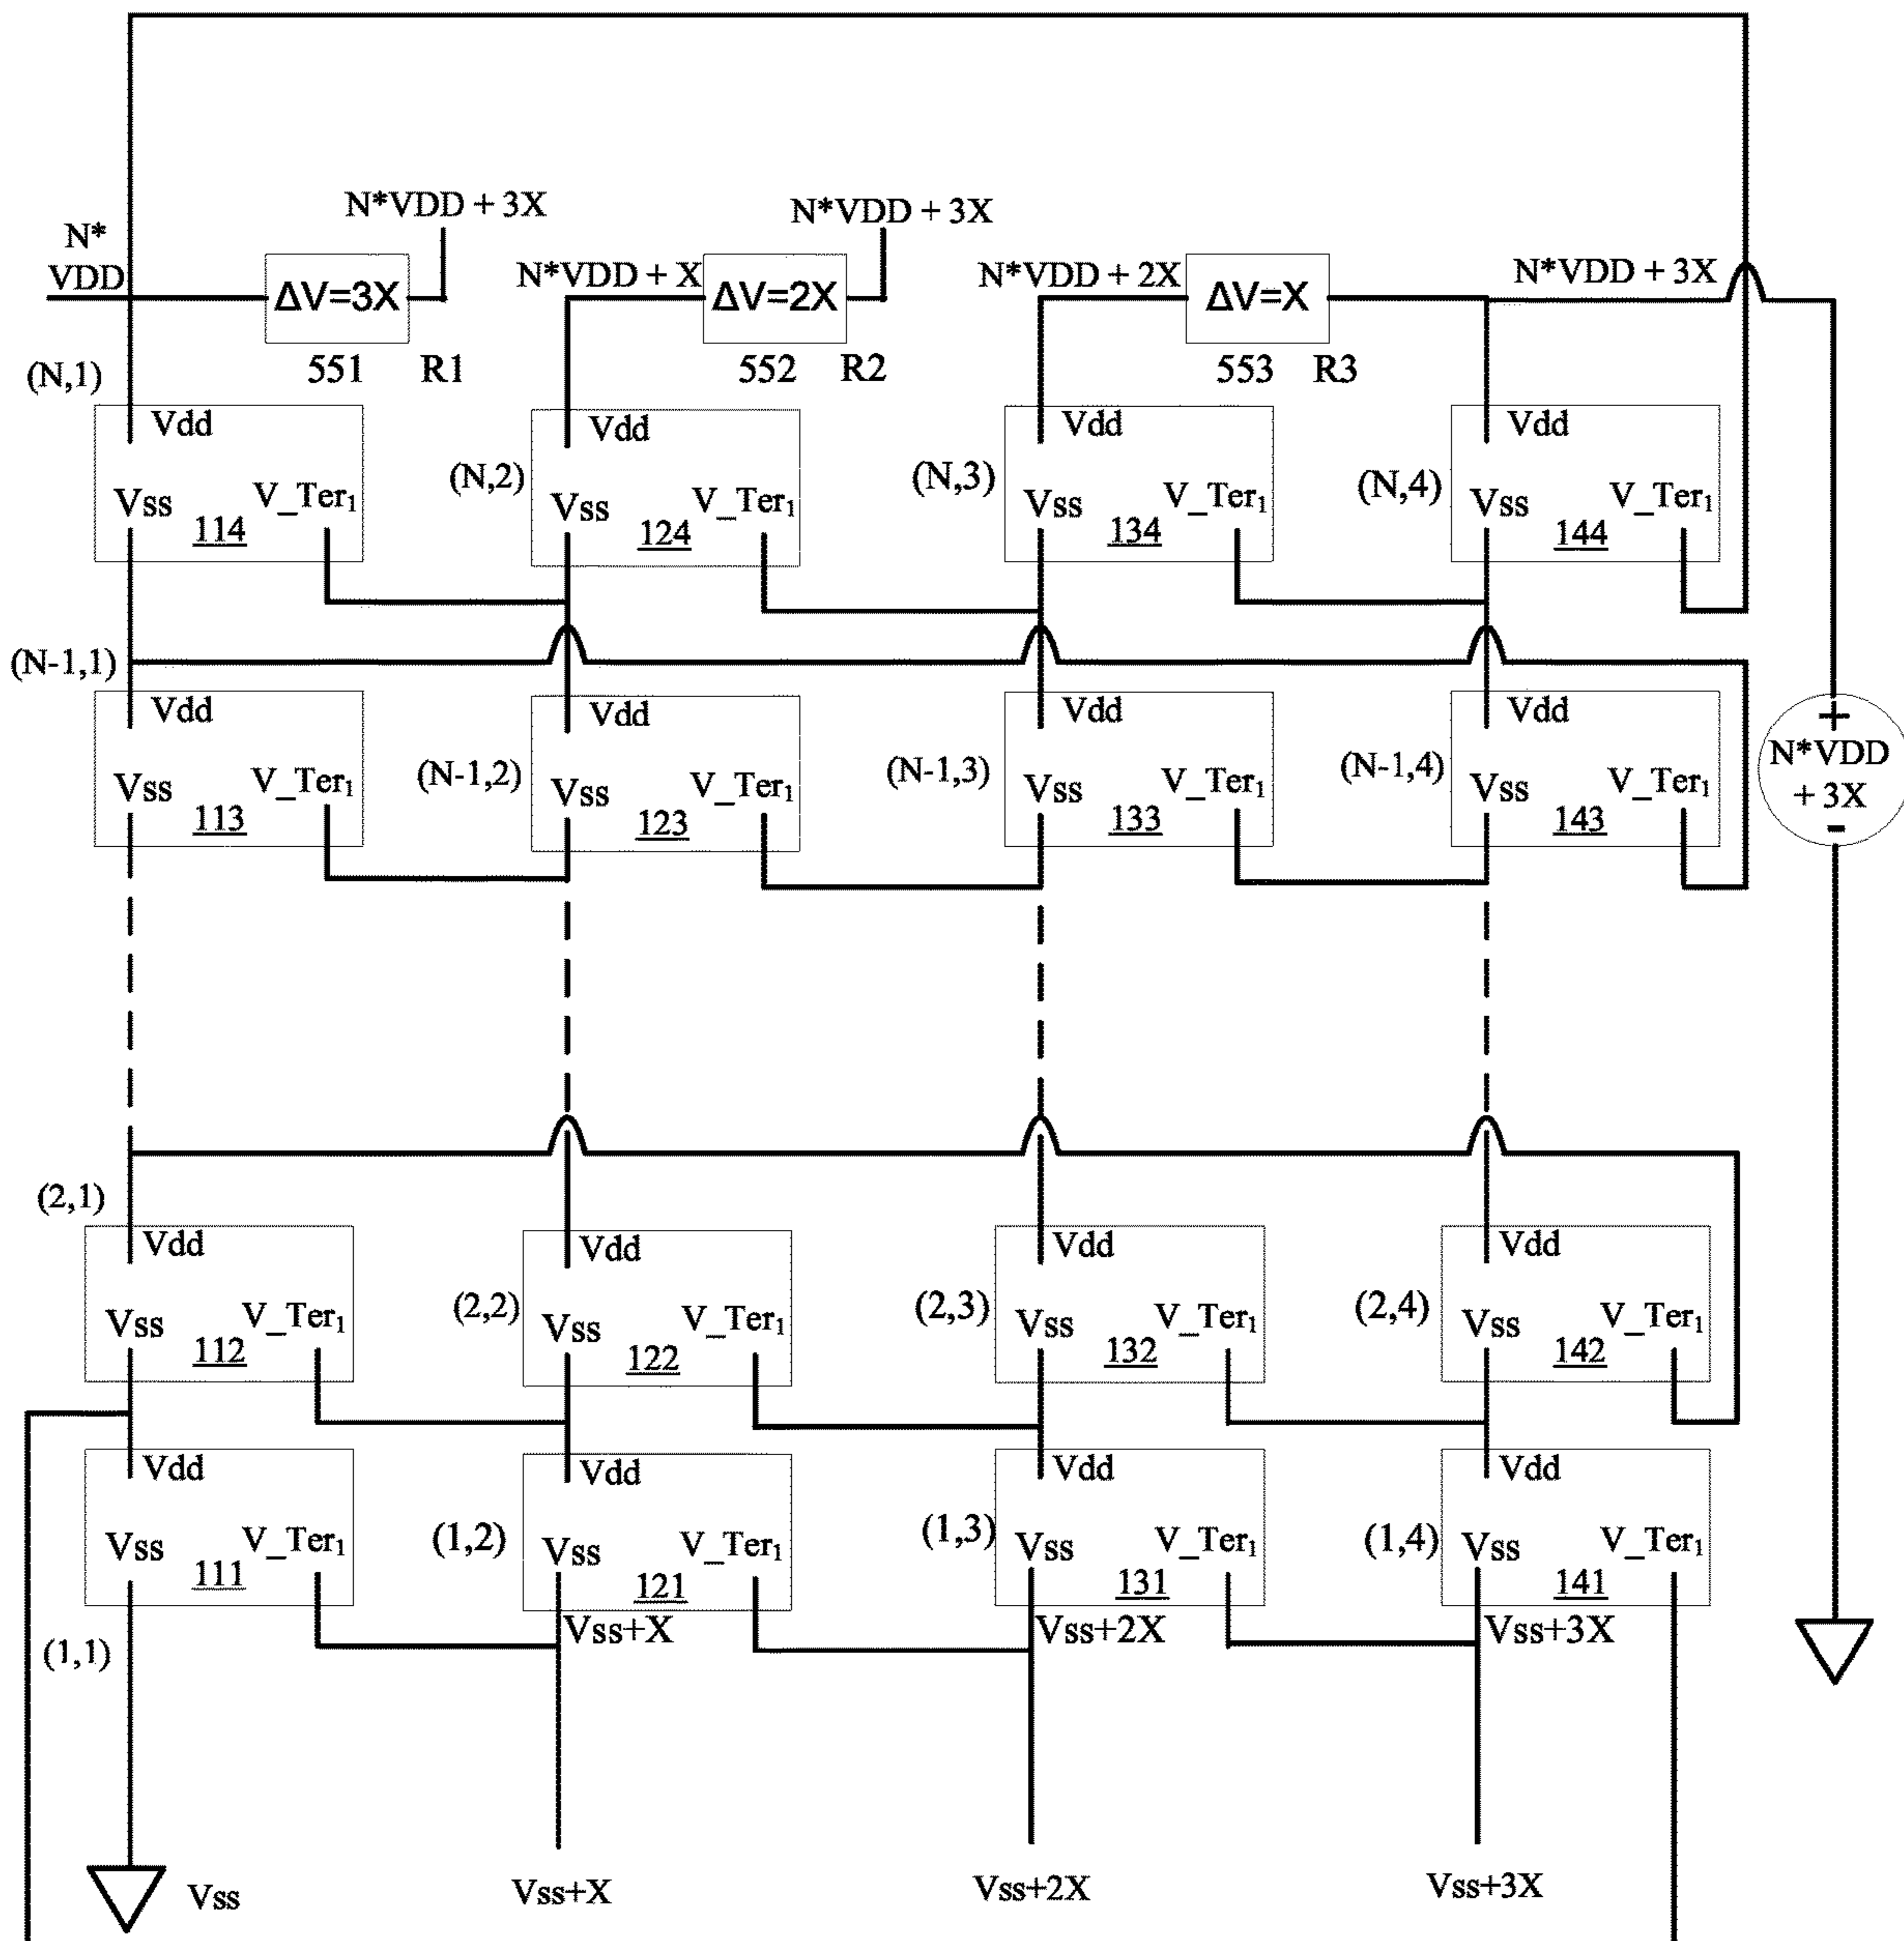 N*VDD + 3X
N*VDD + 3X
N*
VDD
N*VDD + X
N*VDD + 2X
N*VDD + 3X
ΔV=3X
ΔV=2X
ΔV=X
551 R1
552 R2
553 R3
(N,1)
Vdd
Vss
V_Ter1
114
(N,2)
Vdd
Vss
V_Ter1
124
(N,3)
Vdd
Vss
V_Ter1
134
(N,4)
Vdd
Vss
V_Ter1
144
(N-1,1)
Vdd
Vss
V_Ter1
113
(N-1,2)
Vdd
Vss
V_Ter1
123
(N-1,3)
Vdd
Vss
V_Ter1
133
(N-1,4)
Vdd
Vss
V_Ter1
143
+
N*VDD
+ 3X
-
(2,1)
Vdd
Vss
V_Ter1
112
(2,2)
Vdd
Vss
V_Ter1
122
(2,3)
Vdd
Vss
V_Ter1
132
(2,4)
Vdd
Vss
V_Ter1
142
Vdd
Vss
V_Ter1
111
(1,1)
(1,2)
Vdd
Vss
V_Ter1
121
Vss+X
(1,3)
Vdd
Vss
V_Ter1
131
Vss+2X
(1,4)
Vdd
Vss
V_Ter1
141
Vss+3X
Vss
Vss+X
Vss+2X
Vss+3X